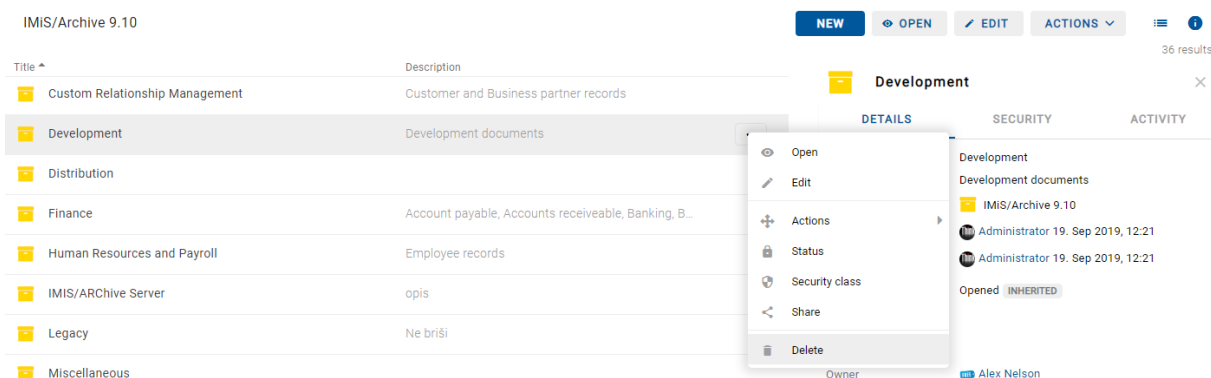 IMiS/Archive 9.10
NEW
OPEN
EDIT
ACTIONS
36 results
Title
Description
Custom Relationship Management
Customer and Business partner records
Development
Development documents
Distribution
Finance
Account payable, Accounts receiveable, Banking, B...
Human Resources and Payroll
Employee records
IMIS/ARChive Server
opis
Legacy
Ne briši
Miscellaneous
Open
Edit
Actions
Status
Security class
Share
Delete
Development
DETAILS
SECURITY
ACTIVITY
Development
Development documents
IMiS/Archive 9.10
Administrator 19. Sep 2019, 12:21
Administrator 19. Sep 2019, 12:21
Opened INHERITED
Owner
Alex Nelson